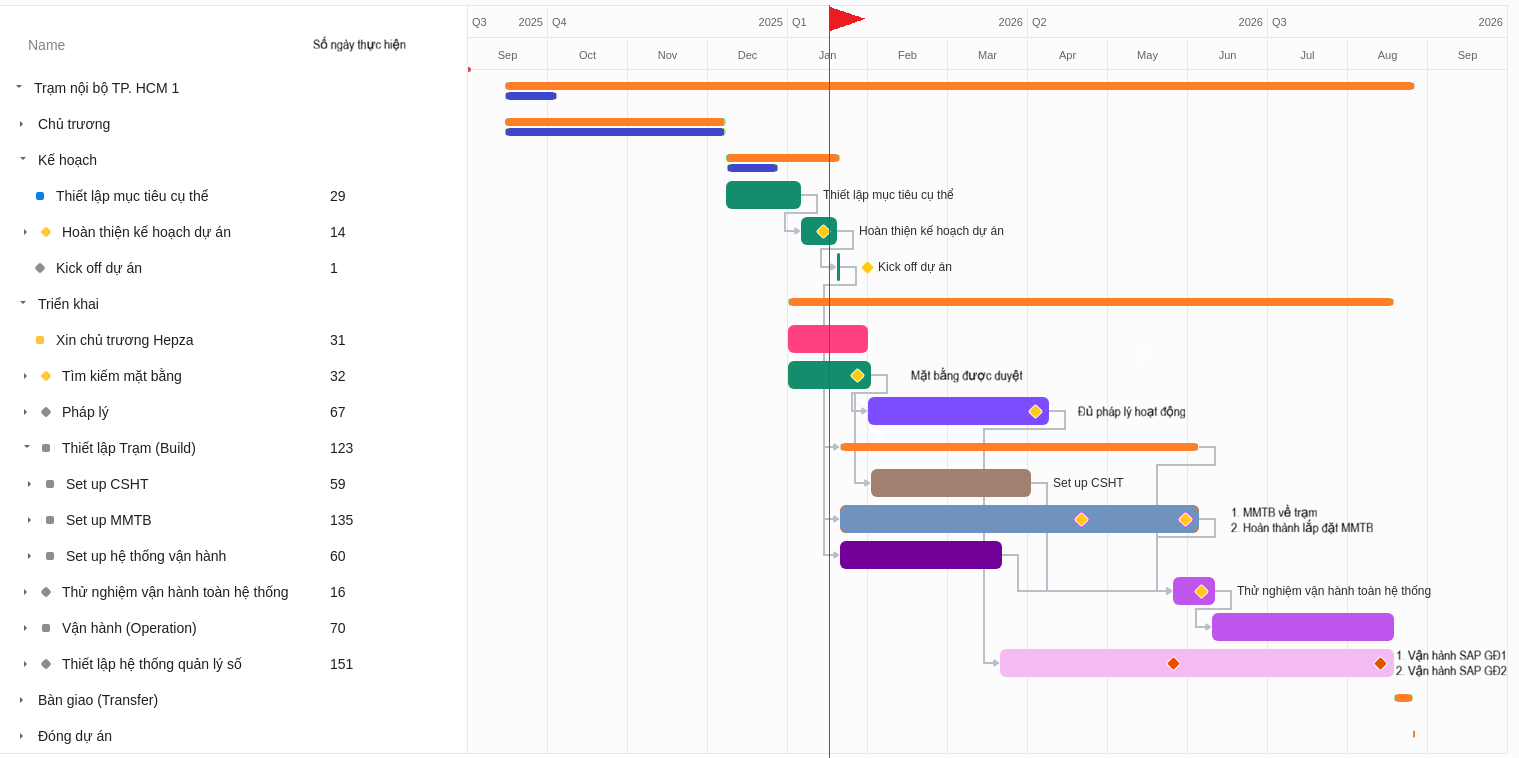 Q3 2025 Q4 2025 Q1 2026 Q2 2026 Q3 2026
Name Số ngày thực hiện
Sep Oct Nov Dec Jan Feb Mar Apr May Jun Jul Aug Sep
Trạm nội bộ TP. HCM 1
Chủ trương
Kế hoạch
Thiết lập mục tiêu cụ thể 29 Thiết lập mục tiêu cụ thể
Hoàn thiện kế hoạch dự án 14 Hoàn thiện kế hoạch dự án
Kick off dự án 1 Kick off dự án
Triển khai
Xin chủ trương Hepza 31
Tìm kiếm mặt bằng 32 Mặt bằng được duyệt
Pháp lý 67 Đủ pháp lý hoạt động
Thiết lập Trạm (Build) 123
Set up CSHT 59 Set up CSHT
Set up MMTB 135
1. MMTB về trạm
2. Hoàn thành lắp đặt MMTB
Set up hệ thống vận hành 60
Thử nghiệm vận hành toàn hệ thống 16 Thử nghiệm vận hành toàn hệ thống
Vận hành (Operation) 70
Thiết lập hệ thống quản lý số 151
1. Vận hành SAP GĐ1
2. Vận hành SAP GĐ2
Bàn giao (Transfer)
Đóng dự án